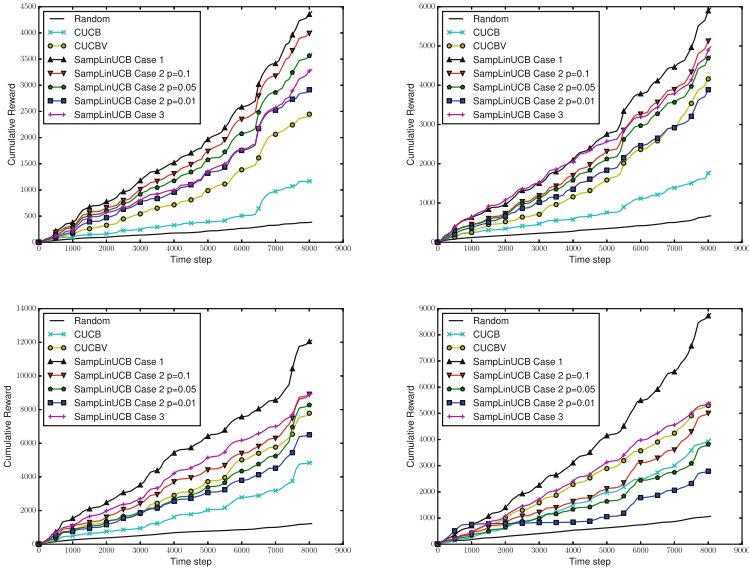 4500
4000
3500
3000
2500
2000
1500
1000
500
0
Cumulative Reward
Random
CUCB
CUCBV
SampLinUCB Case 1
SampLinUCB Case 2 p=0.1
SampLinUCB Case 2 p=0.05
SampLinUCB Case 2 p=0.01
SampLinUCB Case 3
0 1000 2000 3000 4000 5000 6000 7000 8000 9000
Time step
6000
5000
4000
3000
2000
1000
0
Cumulative Reward
Random
CUCB
CUCBV
SampLinUCB Case 1
SampLinUCB Case 2 p=0.1
SampLinUCB Case 2 p=0.05
SampLinUCB Case 2 p=0.01
SampLinUCB Case 3
0 1000 2000 3000 4000 5000 6000 7000 8000 9000
Time step
14000
12000
10000
8000
6000
4000
2000
0
Cumulative Reward
Random
CUCB
CUCBV
SampLinUCB Case 1
SampLinUCB Case 2 p=0.1
SampLinUCB Case 2 p=0.05
SampLinUCB Case 2 p=0.01
SampLinUCB Case 3
0 1000 2000 3000 4000 5000 6000 7000 8000 9000
Time step
9000
8000
7000
6000
5000
4000
3000
2000
1000
0
Cumulative Reward
Random
CUCB
CUCBV
SampLinUCB Case 1
SampLinUCB Case 2 p=0.1
SampLinUCB Case 2 p=0.05
SampLinUCB Case 2 p=0.01
SampLinUCB Case 3
0 1000 2000 3000 4000 5000 6000 7000 8000 9000
Time step